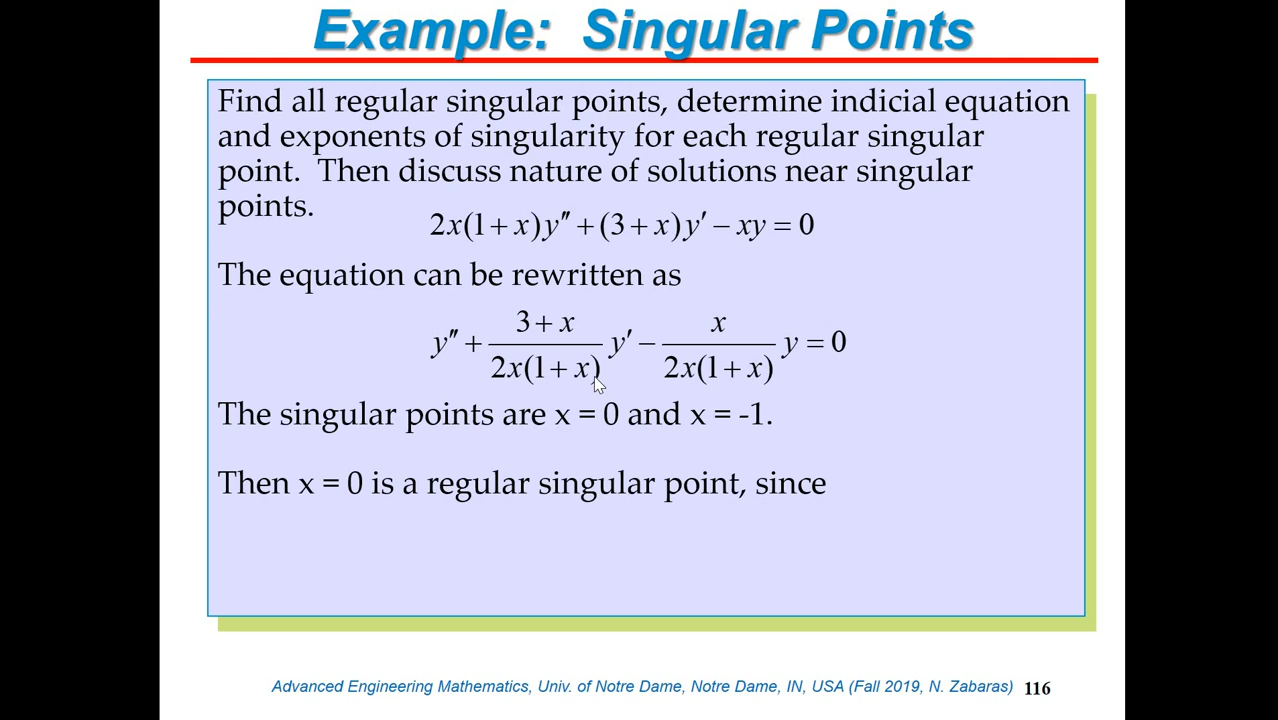 Example: Singular Points
Find all regular singular points, determine indicial equation
and exponents of singularity for each regular singular
point. Then discuss nature of solutions near singular
points.
2x(1 + x)y″ + (3 + x)y′ − xy = 0
The equation can be rewritten as
y″ + (3 + x)/(2x(1 + x)) y′ − x/(2x(1 + x)) y = 0
The singular points are x = 0 and x = -1.
Then x = 0 is a regular singular point, since
Advanced Engineering Mathematics, Univ. of Notre Dame, Notre Dame, IN, USA (Fall 2019, N. Zabaras) 116